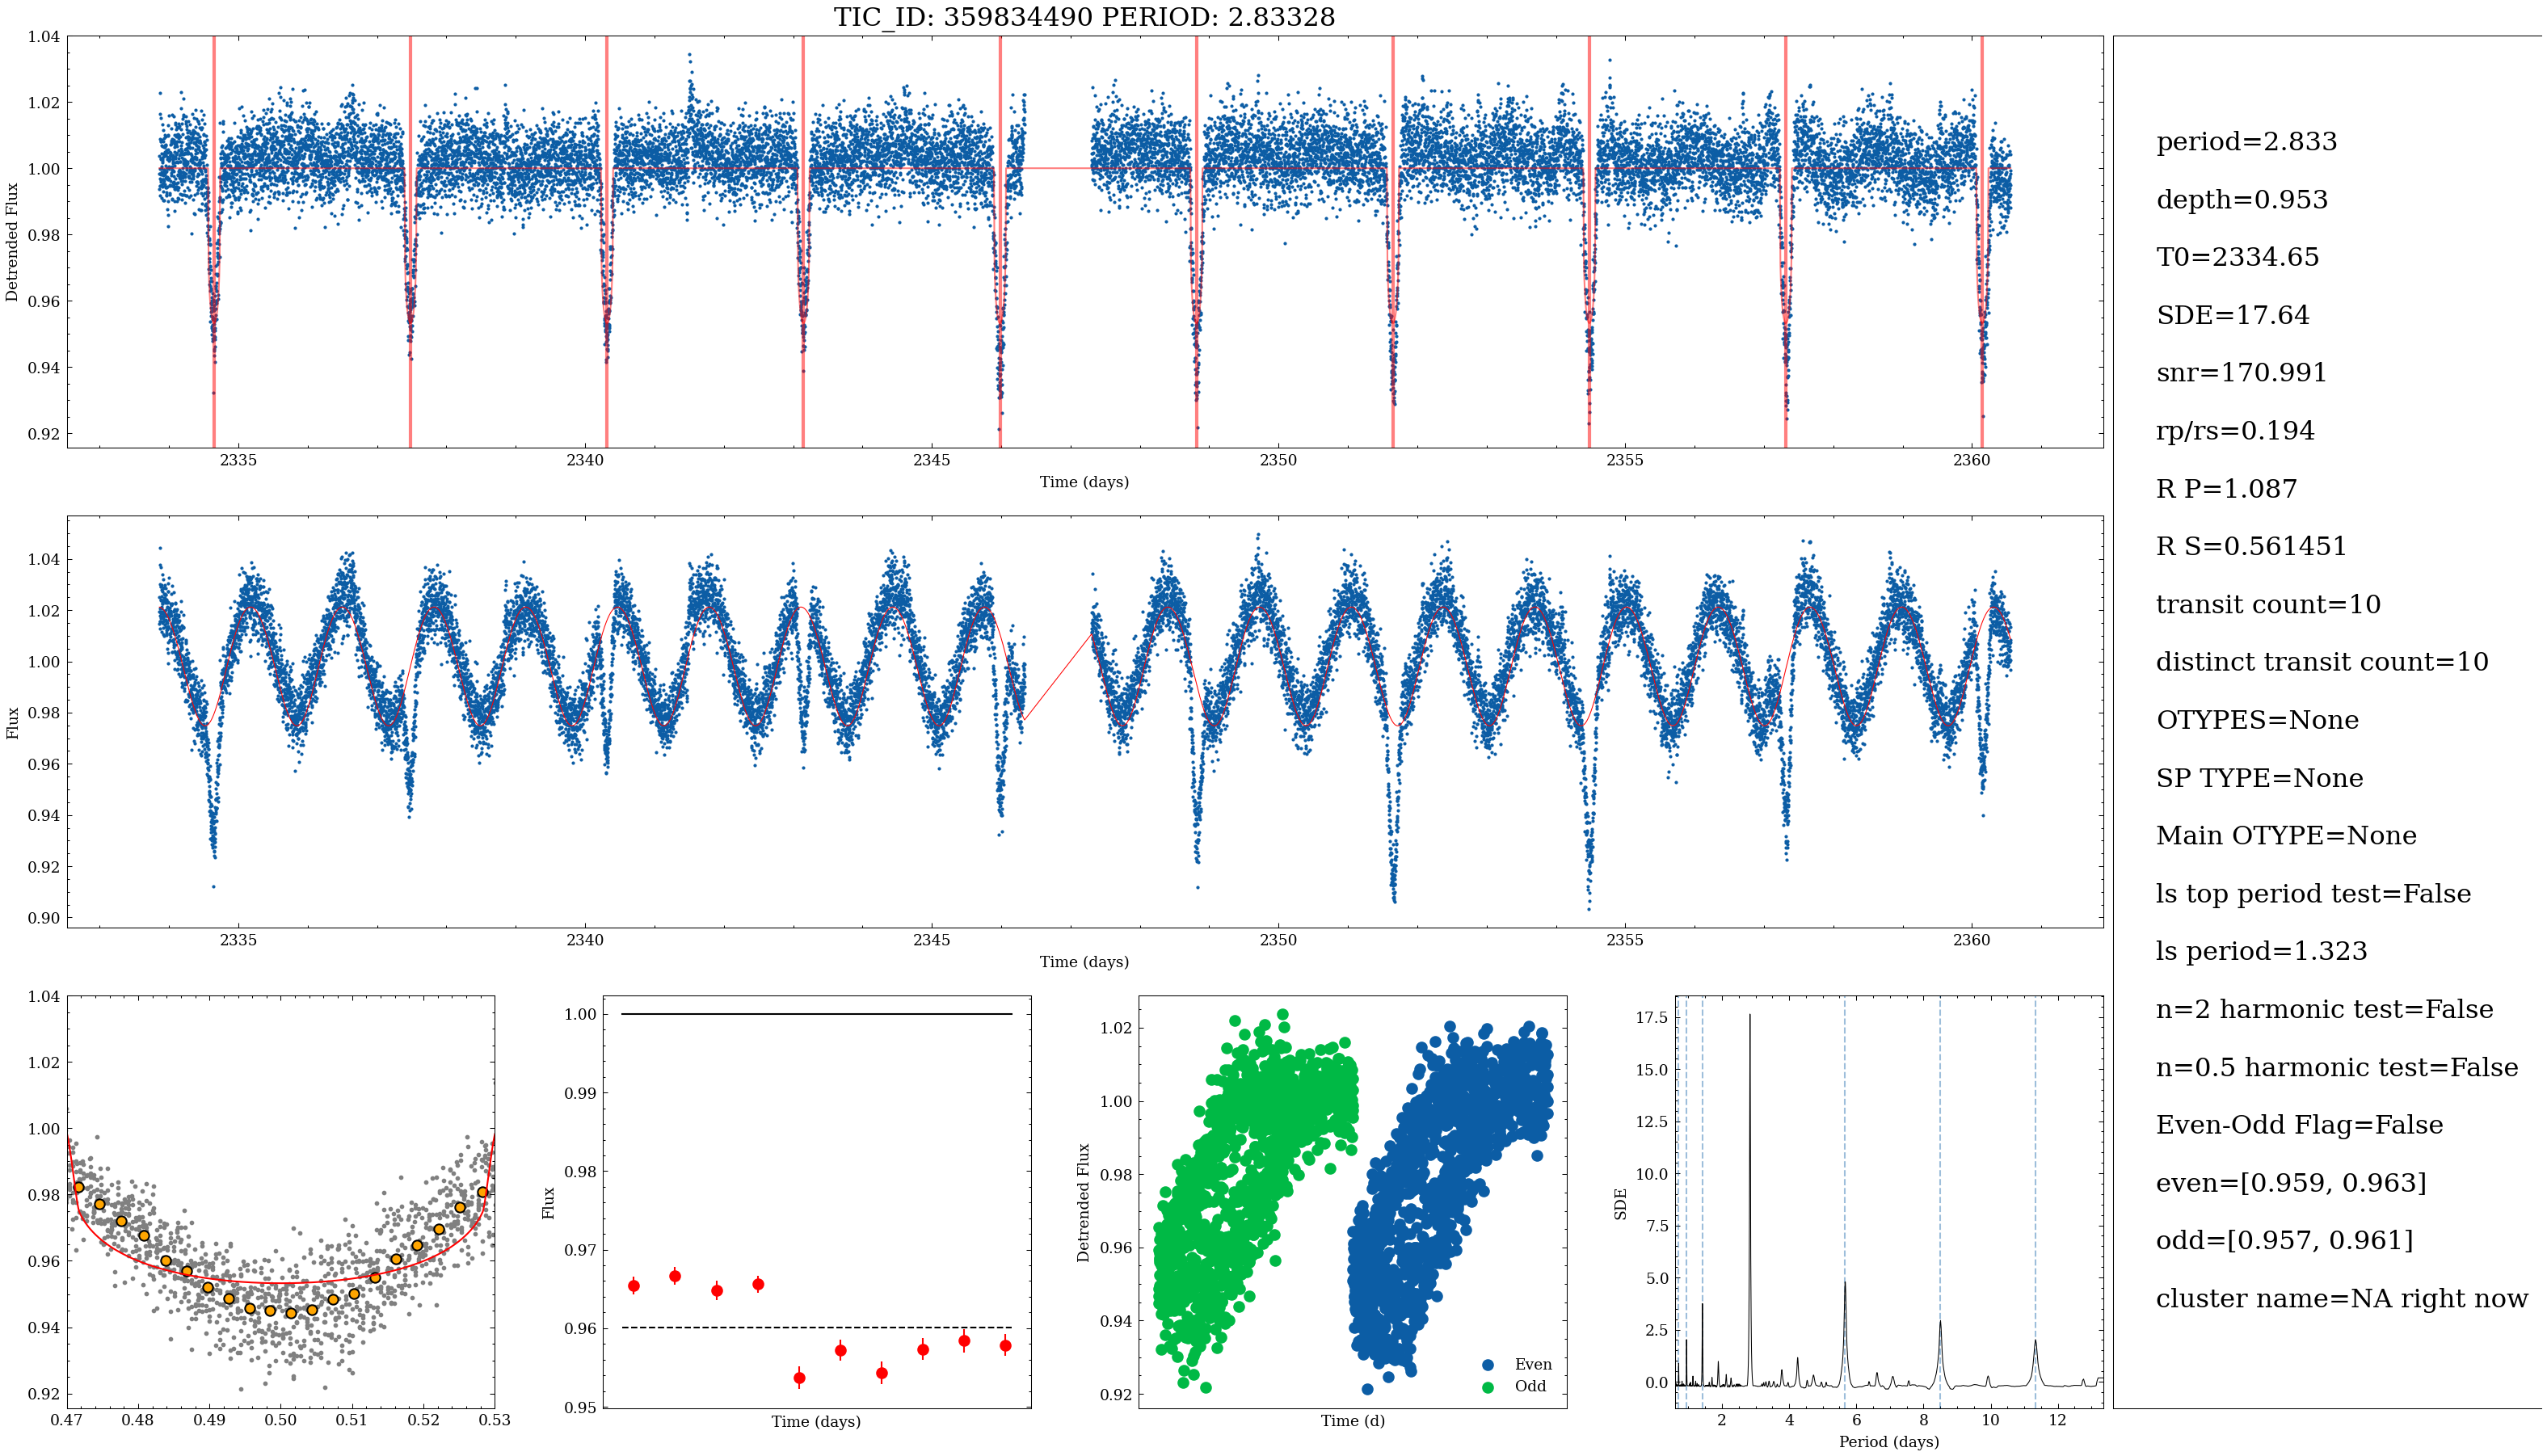 TIC_ID: 359834490 PERIOD: 2.83328
1.04
1.02
1.00
0.98
0.96
0.94
0.92
Detrended Flux
2335
2340
2345
2350
2355
2360
Time (days)
1.04
1.02
1.00
0.98
0.96
0.94
0.92
0.90
Flux
2335
2340
2345
2350
2355
2360
Time (days)
1.04
1.02
1.00
0.98
0.96
0.94
0.92
0.47
0.48
0.49
0.50
0.51
0.52
0.53
1.00
0.99
0.98
0.97
0.96
0.95
Flux
Time (days)
1.02
1.00
0.98
0.96
0.94
0.92
Detrended Flux
Even
Odd
Time (d)
17.5
15.0
12.5
10.0
7.5
5.0
2.5
0.0
SDE
2
4
6
8
10
12
Period (days)
period=2.833
depth=0.953
T0=2334.65
SDE=17.64
snr=170.991
rp/rs=0.194
R P=1.087
R S=0.561451
transit count=10
distinct transit count=10
OTYPES=None
SP TYPE=None
Main OTYPE=None
ls top period test=False
ls period=1.323
n=2 harmonic test=False
n=0.5 harmonic test=False
Even-Odd Flag=False
even=[0.959, 0.963]
odd=[0.957, 0.961]
cluster name=NA right now